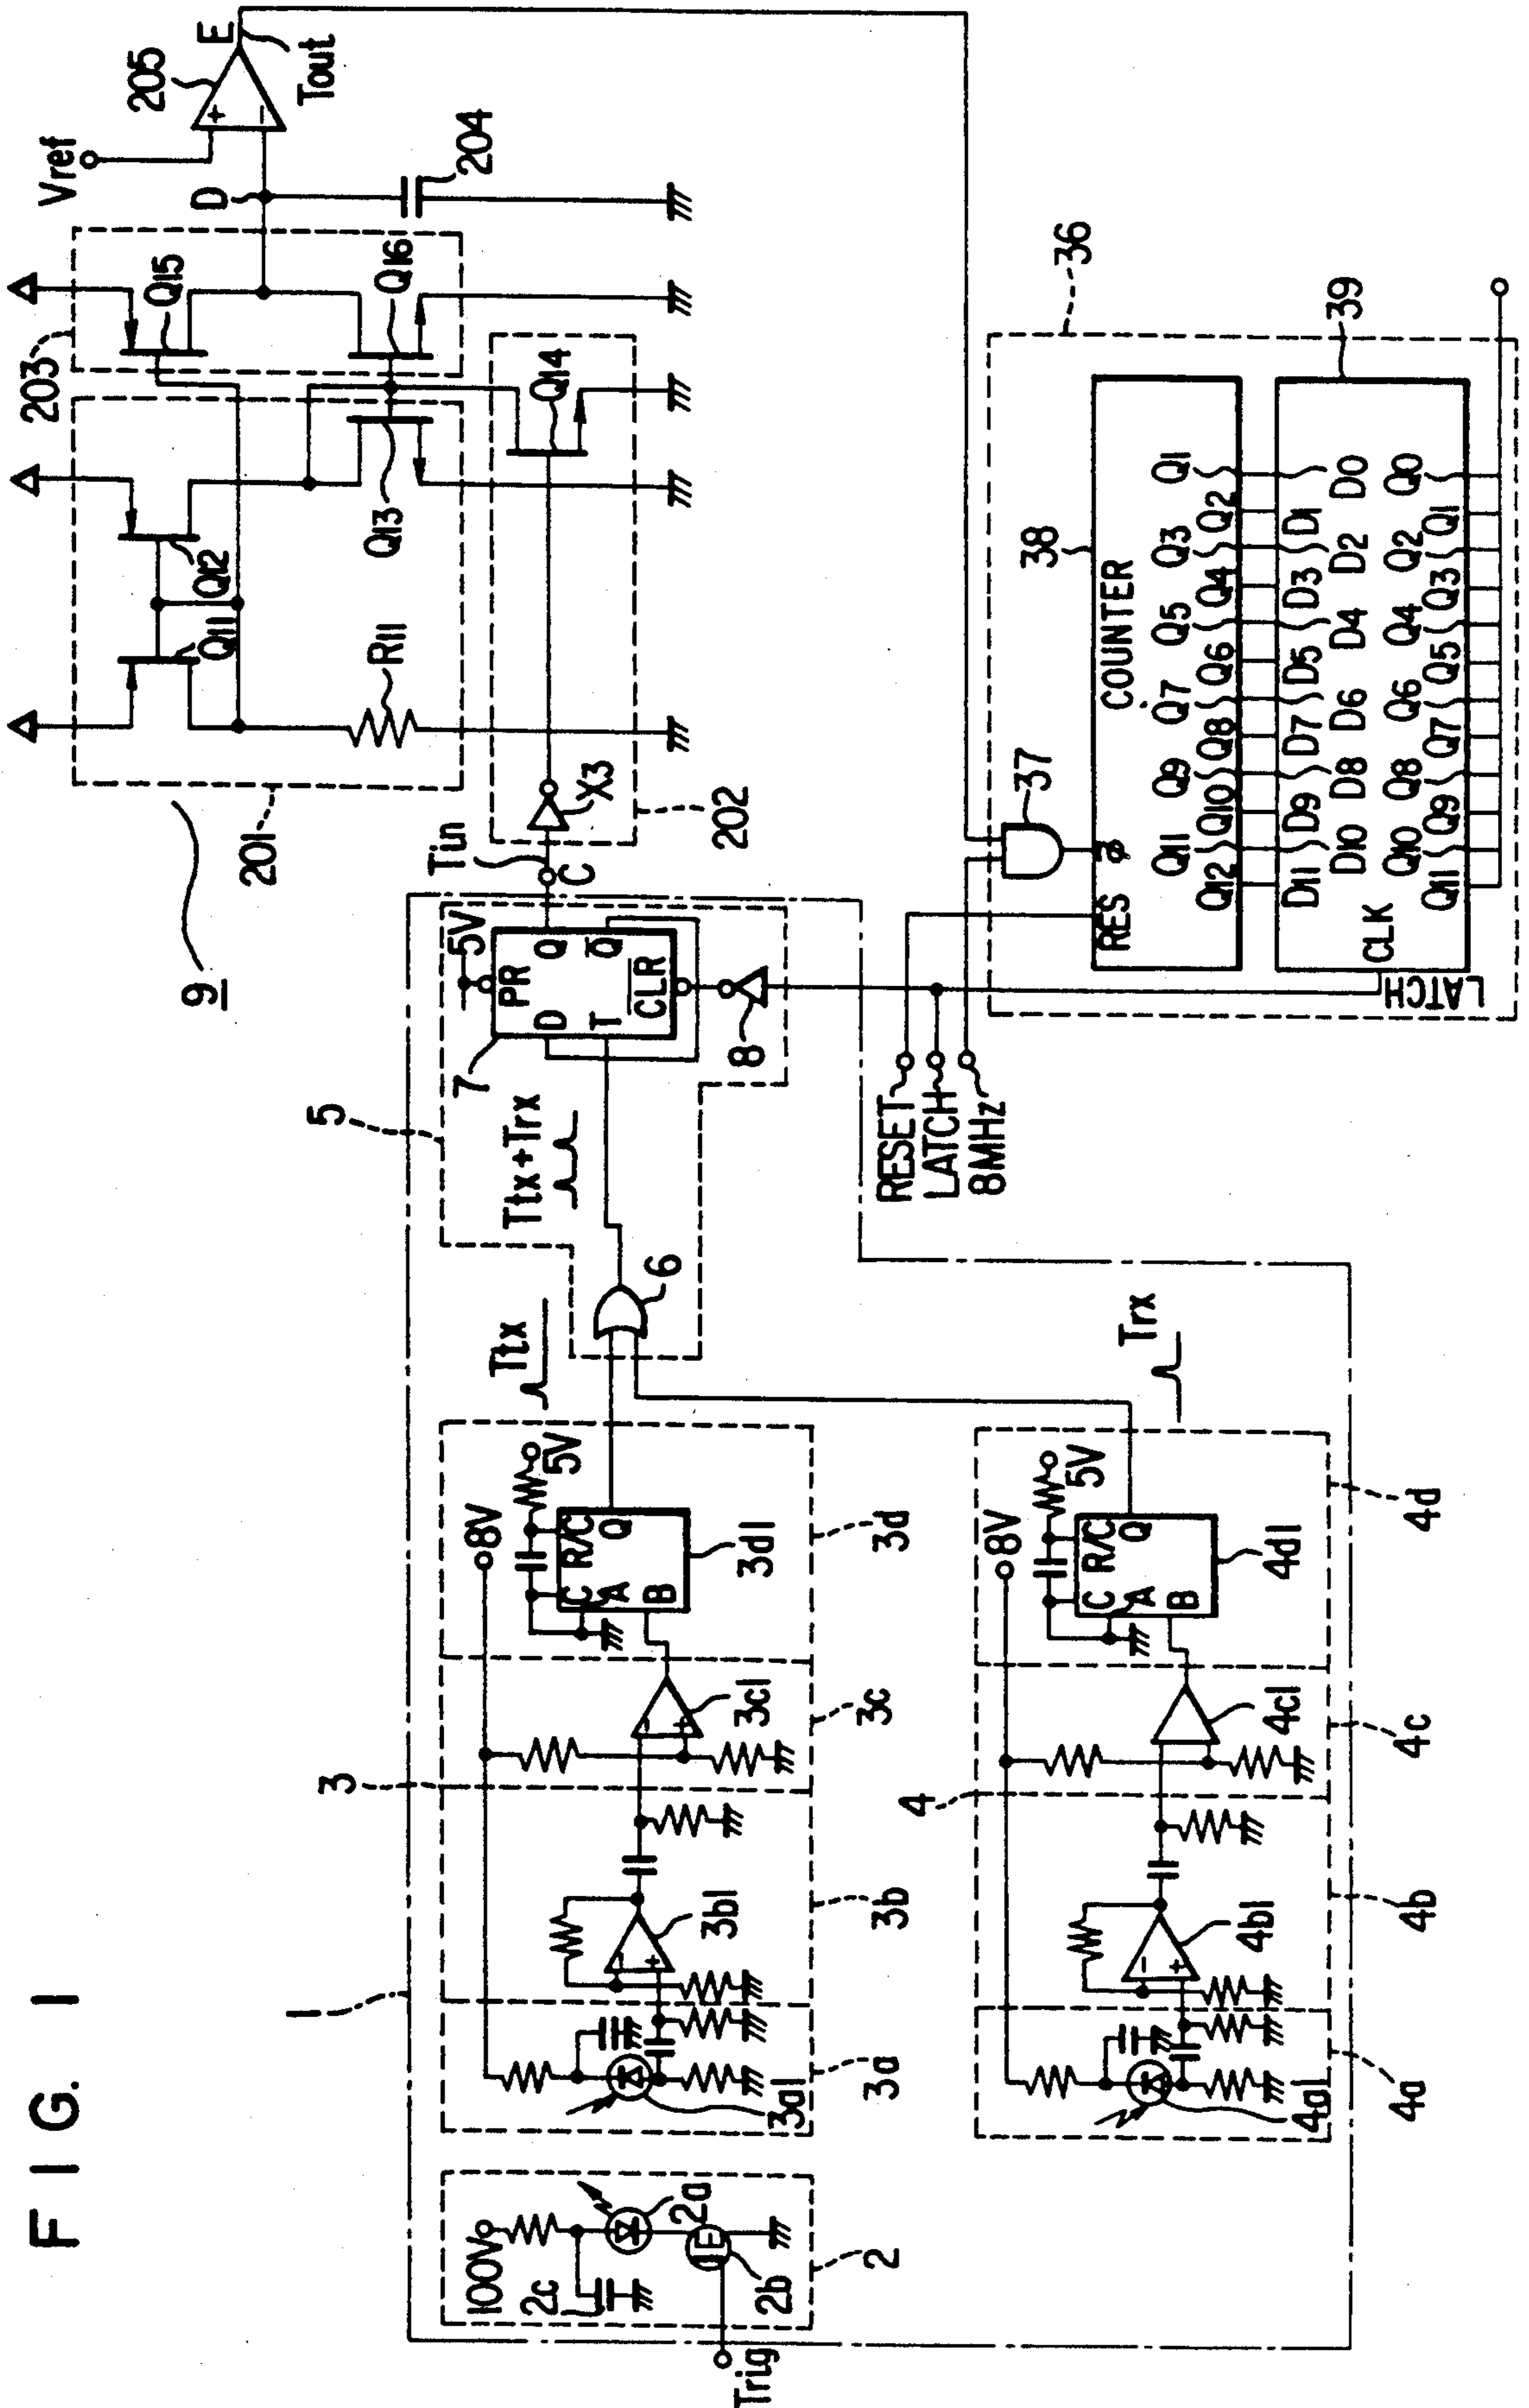 FIG. 1
1
100V
2c
2a
2b
2
Trig
3
8V
5V
C
R/C
A
Q
B
3a1
3b1
3c1
3d1
3a
3b
3c
3d
Ttx
4
8V
5V
C
R/C
A
Q
B
4a1
4b1
4c1
4d1
4a
4b
4c
4d
Trx
5
6
Ttx+Trx
7
5V
PR
D
Q
T
Q̅
C̅L̅R̅
8
RESET
LATCH
8MHz
9
201
Q11
Q12
Q13
R11
Tin
C
X3
Q14
202
203
Q15
Q16
D
Vref
204
205
+
−
E
Tout
36
37
38
RES
φ
COUNTER
Q12 Q11 Q10 Q9 Q8 Q7 Q6 Q5 Q4 Q3 Q2 Q1
39
D11 D10 D9 D8 D7 D6 D5 D4 D3 D2 D1 D0
CLK
Q11 Q10 Q9 Q8 Q7 Q6 Q5 Q4 Q3 Q2 Q1 Q0
LATCH